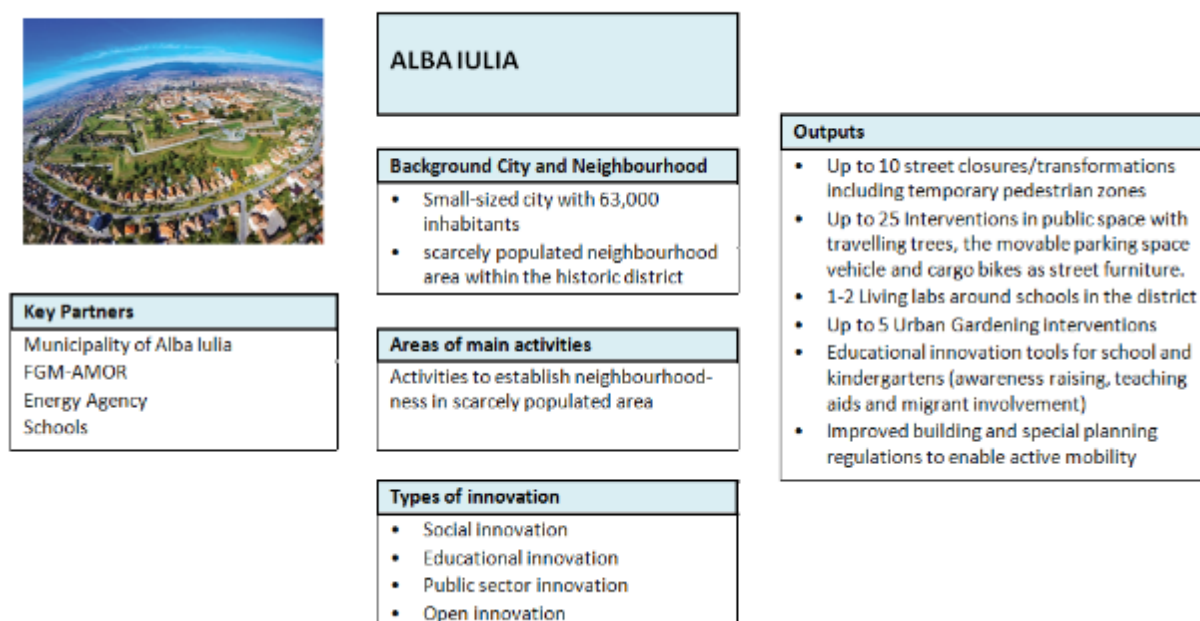 ALBA IULIA
Background City and Neighbourhood
• Small-sized city with 63,000
inhabitants
• scarcely populated neighbourhood
area within the historic district
Key Partners
Municipality of Alba Iulia
FGM-AMOR
Energy Agency
Schools
Areas of main activities
Activities to establish neighbourhood-
ness in scarcely populated area
Types of innovation
• Social innovation
• Educational innovation
• Public sector innovation
• Open innovation
Outputs
• Up to 10 street closures/transformations
including temporary pedestrian zones
• Up to 25 Interventions in public space with
travelling trees, the movable parking space
vehicle and cargo bikes as street furniture.
• 1-2 Living labs around schools in the district
• Up to 5 Urban Gardening interventions
• Educational innovation tools for school and
kindergartens (awareness raising, teaching
aids and migrant involvement)
• Improved building and special planning
regulations to enable active mobility